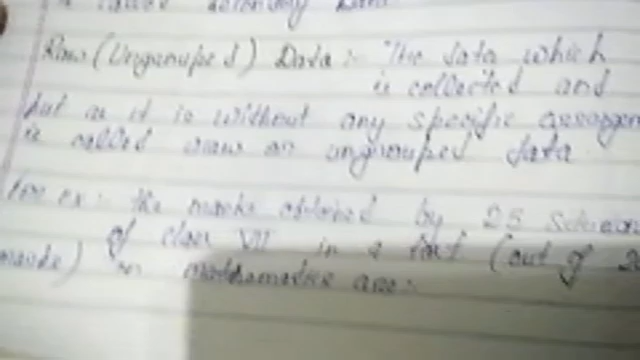 Raw (Ungrouped) Data :- The data which
is collected and
put as it is without any specific
is called raw or ungrouped data
For ex: the marks obtained by 25
of class VII in a test (out of
marks) in mathematics are: